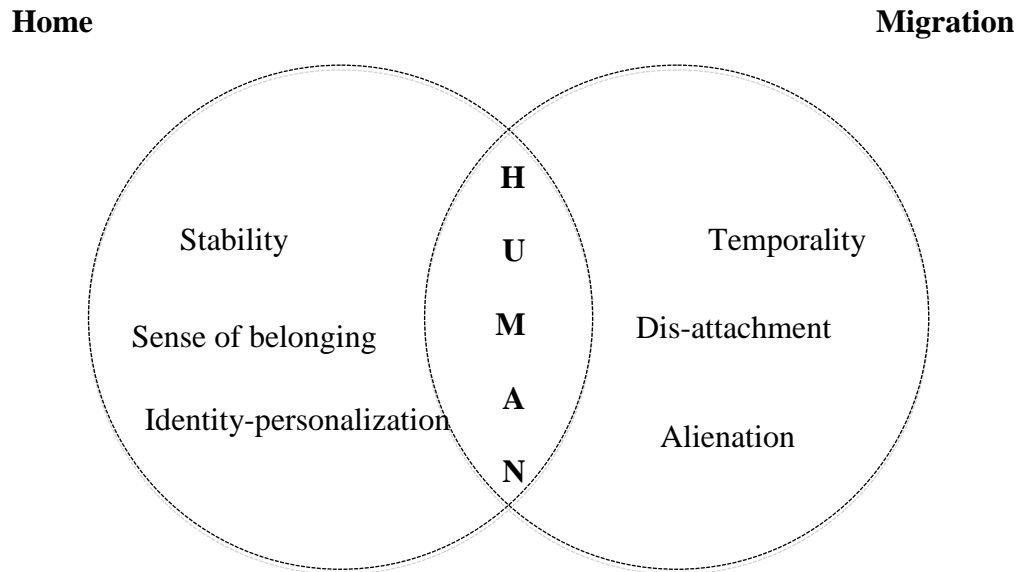 Home
Migration
H
U
M
A
N
Stability
Sense of belonging
Identity-personalization
Temporality
Dis-attachment
Alienation